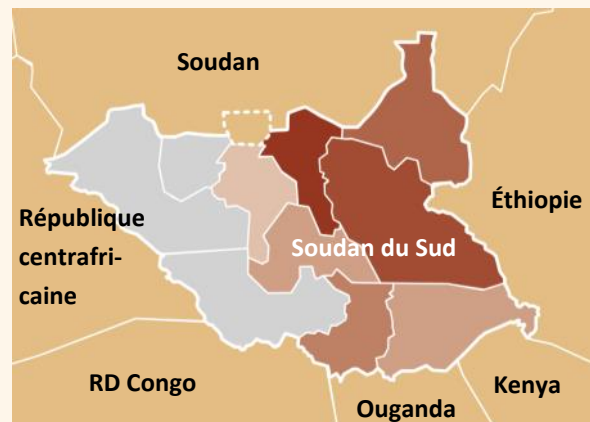 Soudan
Éthiopie
République
centrafri-
caine
Soudan du Sud
RD Congo
Kenya
Ouganda